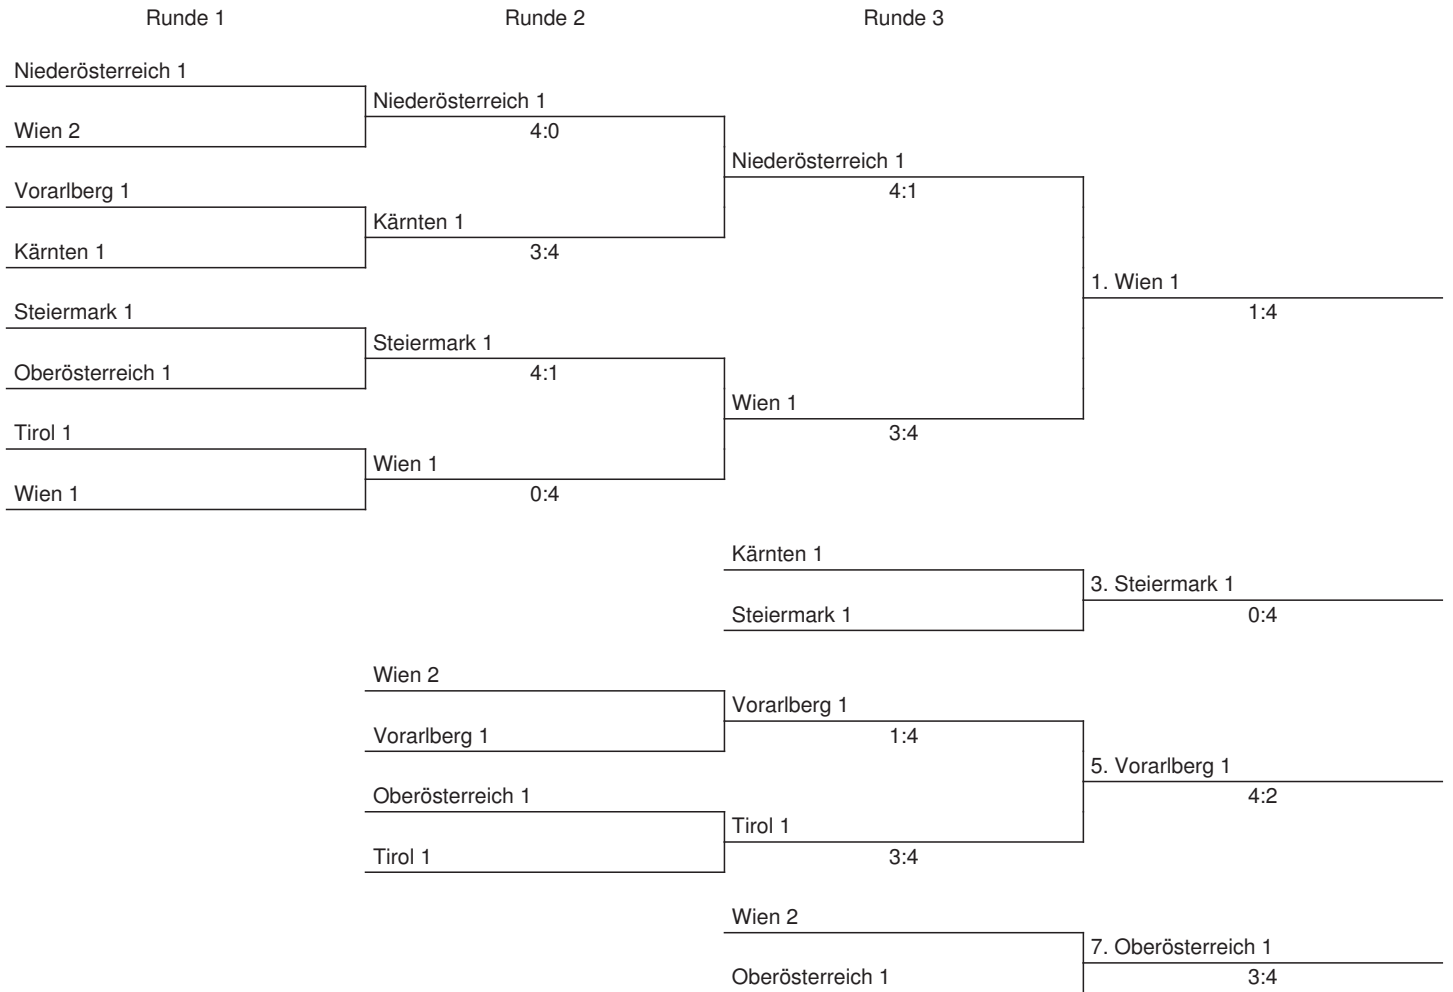 Runde 1 Runde 2 Runde 3
Niederösterreich 1
Niederösterreich 1
Wien 2 4:0
Niederösterreich 1
Vorarlberg 1 4:1
Kärnten 1
Kärnten 1 3:4
1. Wien 1
Steiermark 1 1:4
Steiermark 1
Oberösterreich 1 4:1
Wien 1
Tirol 1 3:4
Wien 1
Wien 1 0:4
Kärnten 1
3. Steiermark 1
Steiermark 1 0:4
Wien 2
Vorarlberg 1
Vorarlberg 1 1:4
5. Vorarlberg 1
Oberösterreich 1 4:2
Tirol 1
Tirol 1 3:4
Wien 2
7. Oberösterreich 1
Oberösterreich 1 3:4